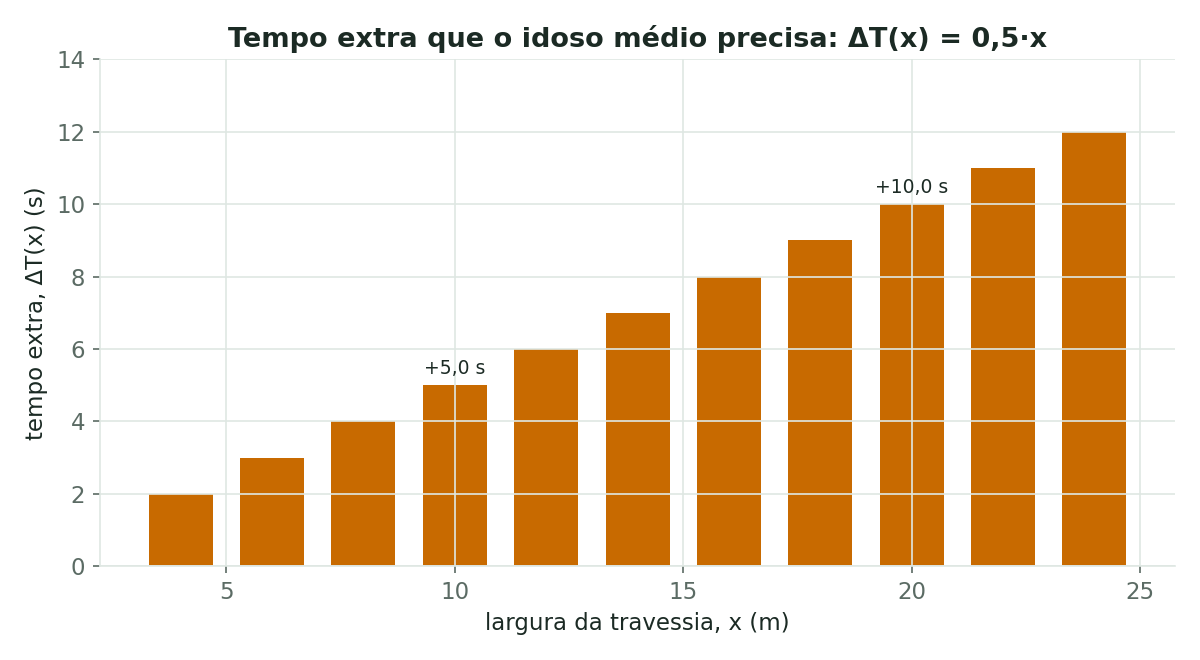 Tempo extra que o idoso médio precisa: ΔT(x) = 0,5·x
tempo extra, ΔT(x) (s)
14
12
10
8
6
4
2
0
+5,0 s
+10,0 s
5
10
15
20
25
largura da travessia, x (m)